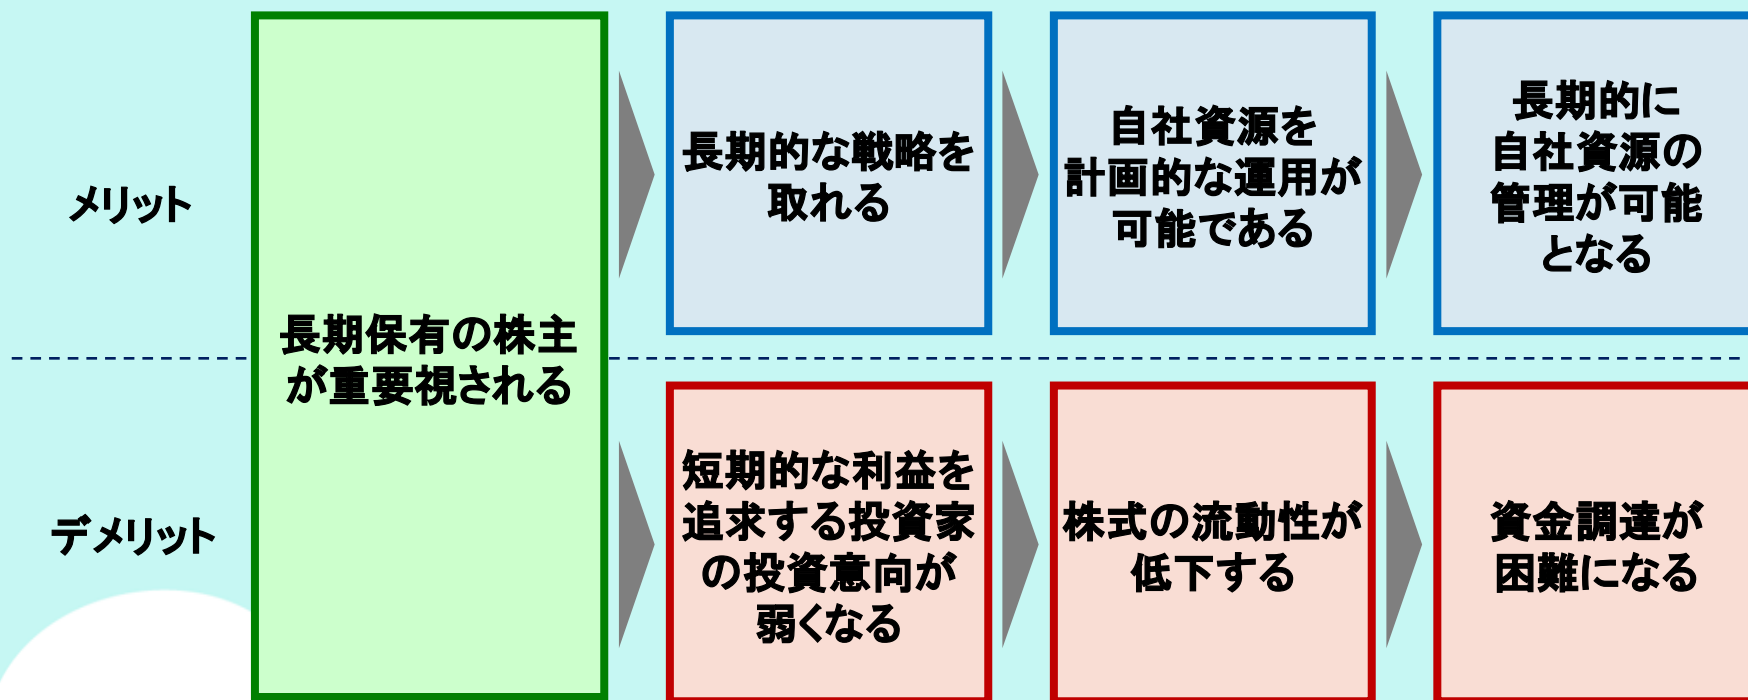 メリット
長期保有の株主
が重要視される
長期的な戦略を
取れる
自社資源を
計画的な運用が
可能である
長期的に
自社資源の
管理が可能
となる
デメリット
短期的な利益を
追求する投資家
の投資意向が
弱くなる
株式の流動性が
低下する
資金調達が
困難になる